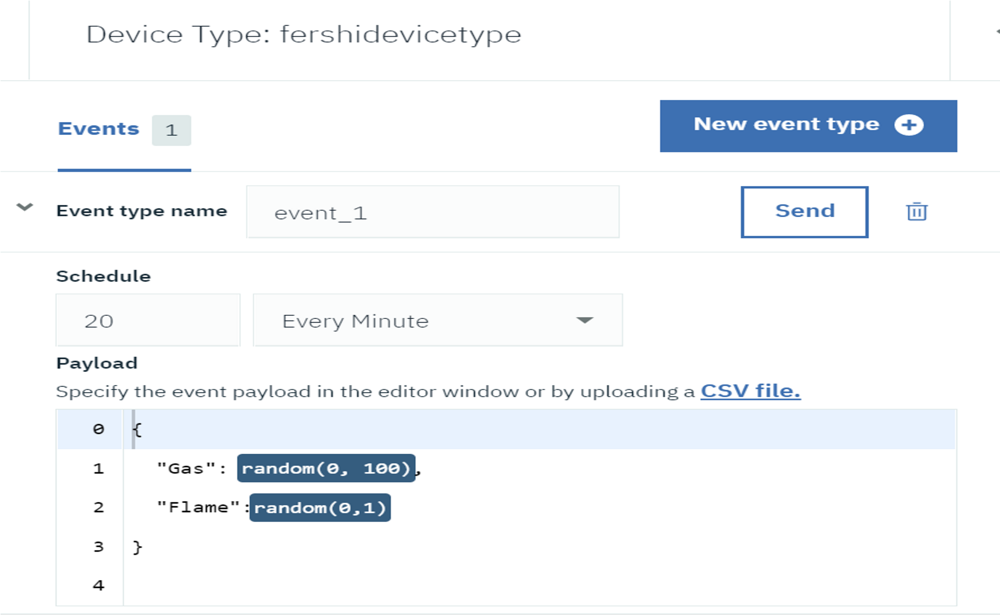 Device Type: fershidevicetype
Events 1
New event type
Event type name event_1 Send
Schedule
20 Every Minute
Payload
Specify the event payload in the editor window or by uploading a CSV file.
0 {
1 "Gas": random(0, 100),
2 "Flame":random(0,1)
3 }
4